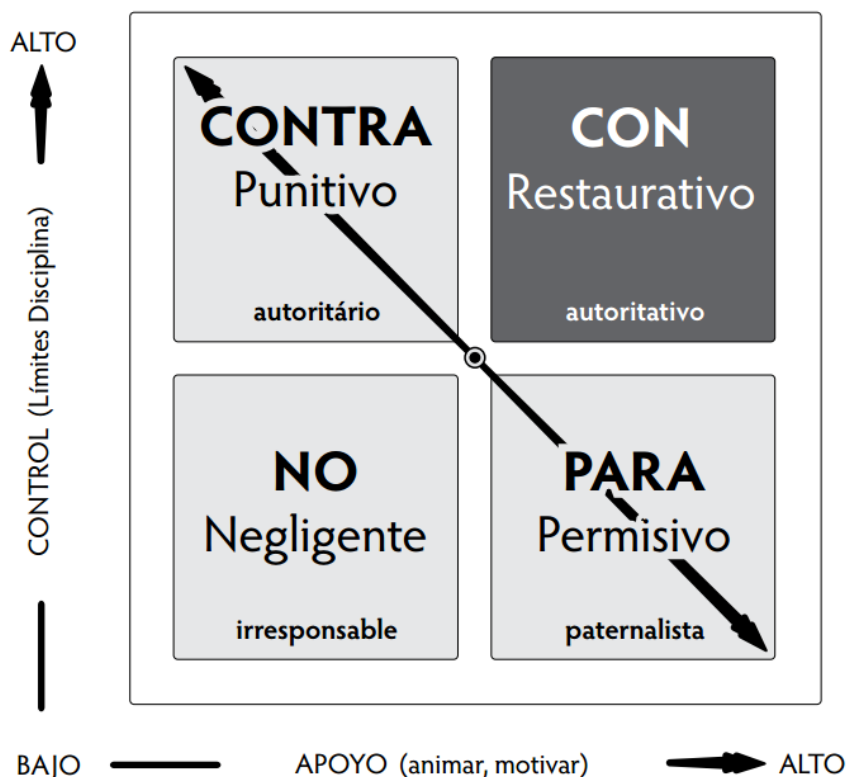 ALTO
CONTROL (Límites Disciplina)
CONTRA
Punitivo
autoritário
CON
Restaurativo
autoritativo
NO
Negligente
irresponsable
PARA
Permisivo
paternalista
BAJO
APOYO (animar, motivar)
ALTO